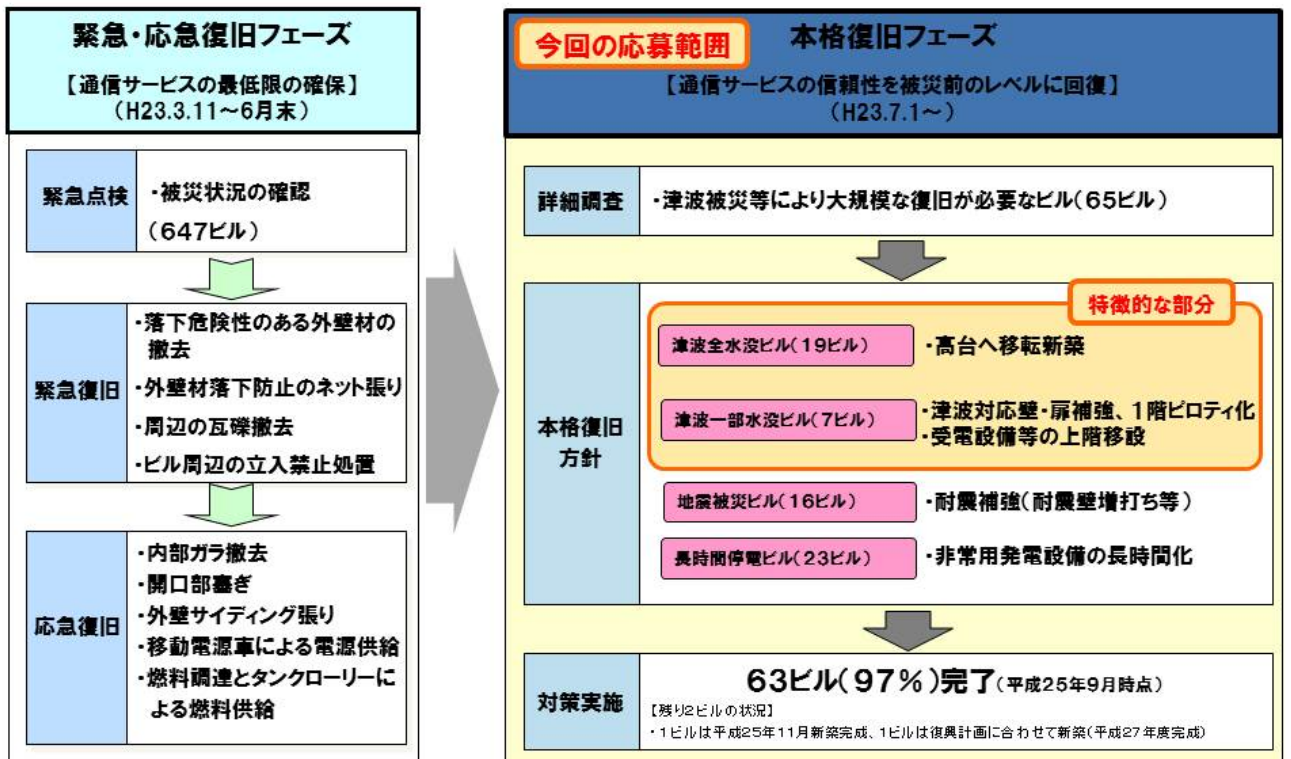 緊急・応急復旧フェーズ
【通信サービスの最低限の確保】
(H23.3.11～6月末)
緊急点検
・被災状況の確認
(647ビル)
緊急復旧
・落下危険性のある外壁材の
撤去
・外壁材落下防止のネット張り
・周辺の瓦礫撤去
・ビル周辺の立入禁止処置
応急復旧
・内部ガラ撤去
・開口部塞ぎ
・外壁サイディング張り
・移動電源車による電源供給
・燃料調達とタンクローリーに
よる燃料供給
今回の応募範囲
本格復旧フェーズ
【通信サービスの信頼性を被災前のレベルに回復】
(H23.7.1～)
詳細調査
・津波被災等により大規模な復旧が必要なビル(65ビル)
本格復旧
方針
特徴的な部分
津波全水没ビル(19ビル)
・高台へ移転新築
津波一部水没ビル(7ビル)
・津波対応壁・扉補強、1階ピロティ化
・受電設備等の上階移設
地震被災ビル(16ビル)
・耐震補強(耐震壁増打ち等)
長時間停電ビル(23ビル)
・非常用発電設備の長時間化
対策実施
63ビル(97%)完了(平成25年9月時点)
【残り2ビルの状況】
・1ビルは平成25年11月新築完成、1ビルは復興計画に合わせて新築(平成27年度完成)